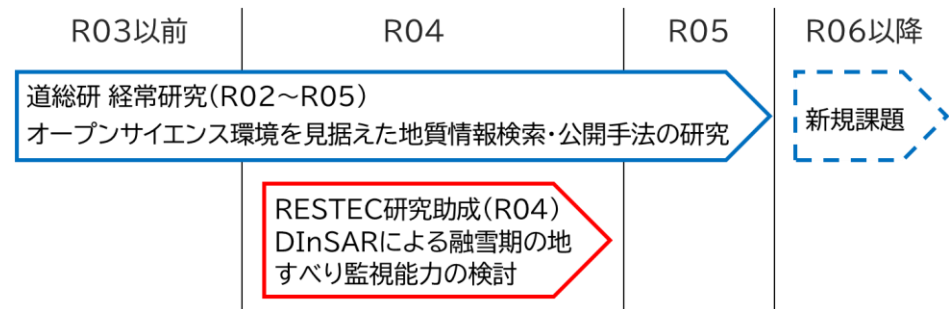 R03以前
R04
R05
R06以降
道総研 経常研究(R02～R05)
オープンサイエンス環境を見据えた地質情報検索・公開手法の研究
新規課題
RESTEC研究助成(R04)
DInSARによる融雪期の地
すべり監視能力の検討